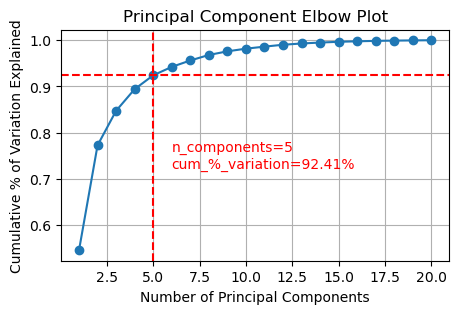 Principal Component Elbow Plot
Cumulative % of Variation Explained
1.0
0.9
0.8
0.7
0.6
n_components=5
cum_%_variation=92.41%
2.5 5.0 7.5 10.0 12.5 15.0 17.5 20.0
Number of Principal Components